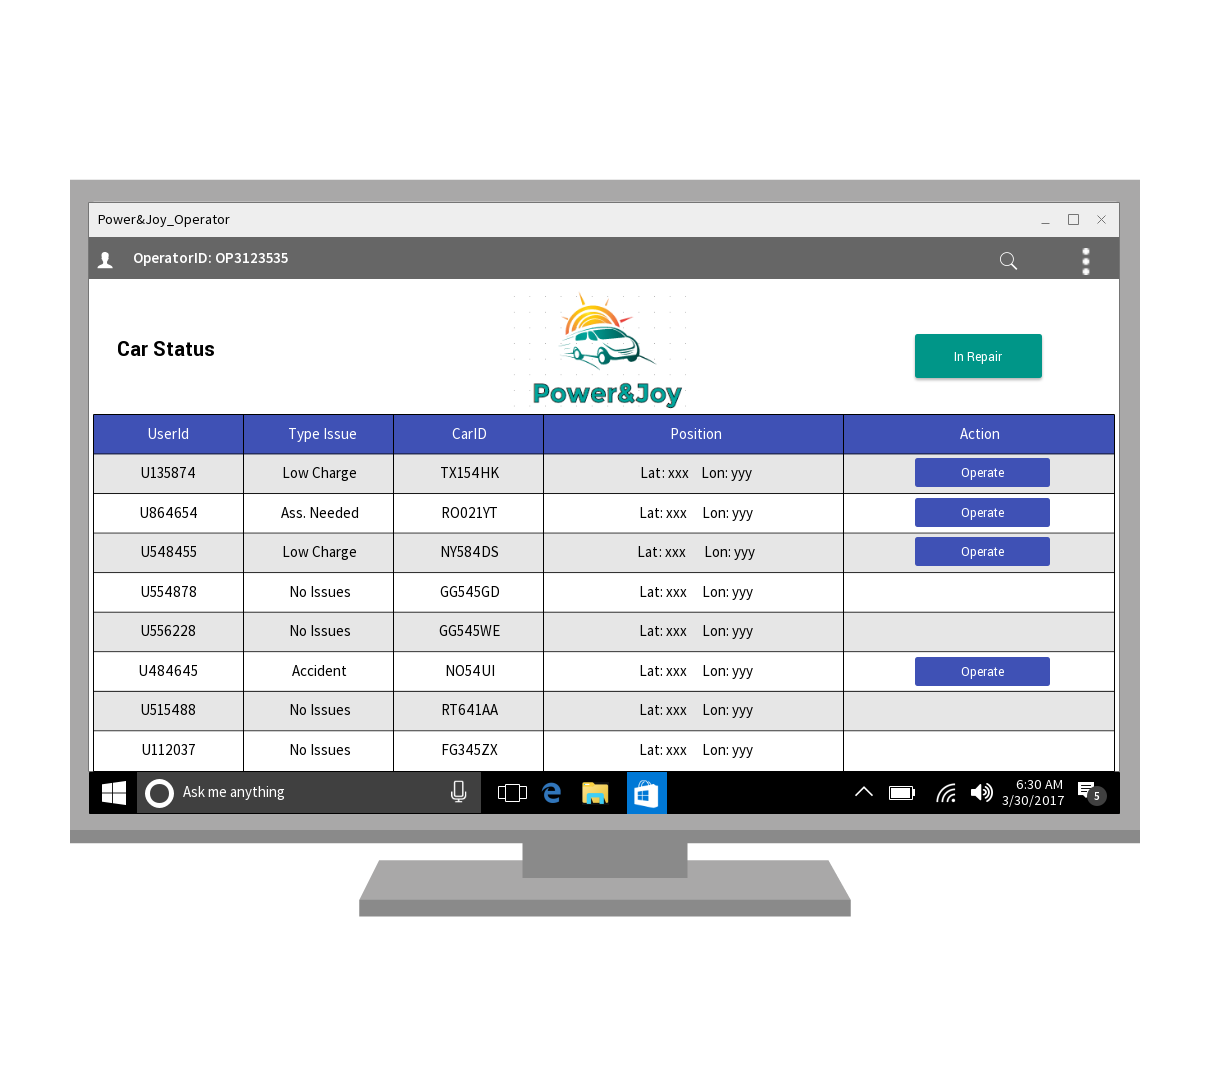 Power&Joy_Operator
OperatorID: OP3123535
Car Status
Power&Joy
In Repair
UserId Type Issue CarID Position Action
U135874 Low Charge TX154HK Lat: xxx Lon: yyy Operate
U864654 Ass. Needed RO021YT Lat: xxx Lon: yyy Operate
U548455 Low Charge NY584DS Lat: xxx Lon: yyy Operate
U554878 No Issues GG545GD Lat: xxx Lon: yyy
U556228 No Issues GG545WE Lat: xxx Lon: yyy
U484645 Accident NO54UI Lat: xxx Lon: yyy Operate
U515488 No Issues RT641AA Lat: xxx Lon: yyy
U112037 No Issues FG345ZX Lat: xxx Lon: yyy
Ask me anything
6:30 AM
3/30/2017
5